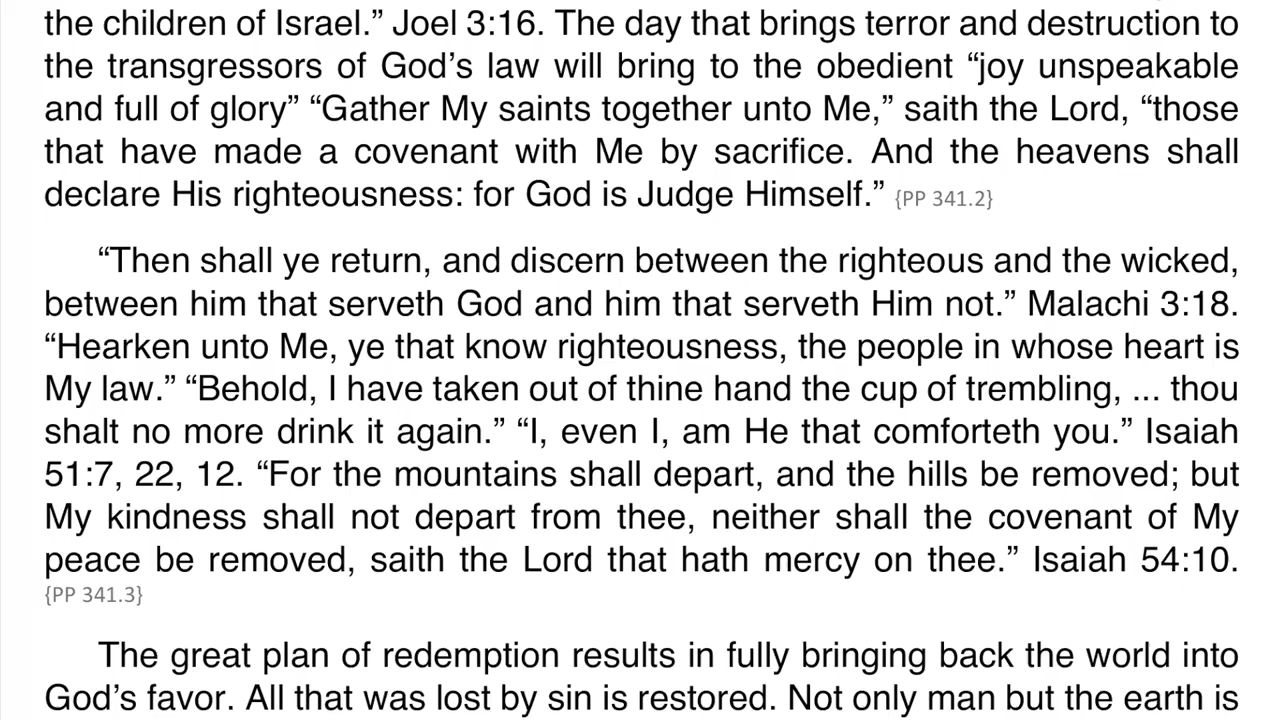 the children of Israel.” Joel 3:16. The day that brings terror and destruction to
the transgressors of God’s law will bring to the obedient “joy unspeakable
and full of glory” “Gather My saints together unto Me,” saith the Lord, “those
that have made a covenant with Me by sacrifice. And the heavens shall
declare His righteousness: for God is Judge Himself.” {PP 341.2}
“Then shall ye return, and discern between the righteous and the wicked,
between him that serveth God and him that serveth Him not.” Malachi 3:18.
“Hearken unto Me, ye that know righteousness, the people in whose heart is
My law.” “Behold, I have taken out of thine hand the cup of trembling, ... thou
shalt no more drink it again.” “I, even I, am He that comforteth you.” Isaiah
51:7, 22, 12. “For the mountains shall depart, and the hills be removed; but
My kindness shall not depart from thee, neither shall the covenant of My
peace be removed, saith the Lord that hath mercy on thee.” Isaiah 54:10.
{PP 341.3}
The great plan of redemption results in fully bringing back the world into
God’s favor. All that was lost by sin is restored. Not only man but the earth is